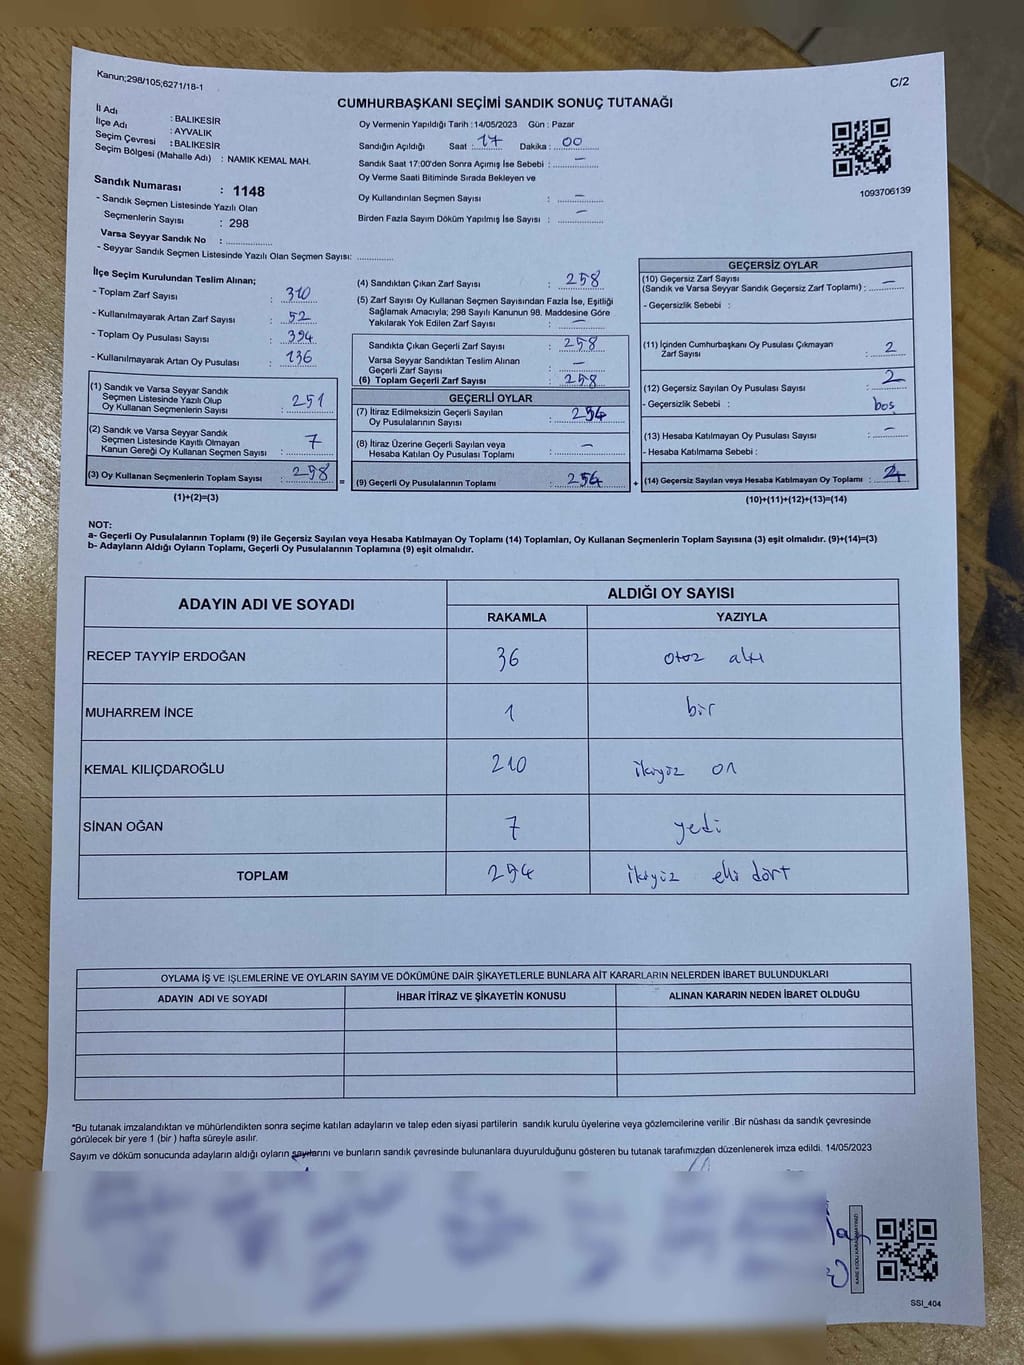 Kanun;298/105;6271/18-1
C/2
CUMHURBAŞKANI SEÇİMİ SANDIK SONUÇ TUTANAĞI
İl Adı : BALIKESİR
İlçe Adı : AYVALIK
Seçim Çevresi : BALIKESİR
Seçim Bölgesi (Mahalle Adı) : NAMIK KEMAL MAH.
Sandık Numarası : 1148
- Sandık Seçmen Listesinde Yazılı Olan
Seçmenlerin Sayısı : 298
Varsa Seyyar Sandık No : ..................
- Seyyar Sandık Seçmen Listesinde Yazılı Olan Seçmen Sayısı: .............
Oy Vermenin Yapıldığı Tarih :14/05/2023 Gün : Pazar
Sandığın Açıldığı Saat : 17 Dakika : 00
Sandık Saat 17:00'den Sonra Açımış İse Sebebi : —
Oy Verme Saati Bitiminde Sırada Bekleyen ve
Oy Kullandırılan Seçmen Sayısı : —
Birden Fazla Sayım Döküm Yapılmış İse Sayısı : —
1093706139
İlçe Seçim Kurulundan Teslim Alınan;
- Toplam Zarf Sayısı : 310
- Kullanılmayarak Artan Zarf Sayısı : 52
- Toplam Oy Pusulası Sayısı : 394
- Kullanılmayarak Artan Oy Pusulası : 136
(1) Sandık ve Varsa Seyyar Sandık
Seçmen Listesinde Yazılı Olup
Oy Kullanan Seçmenlerin Sayısı : 251
(2) Sandık ve Varsa Seyyar Sandık
Seçmen Listesinde Kayıtlı Olmayan
Kanun Gereği Oy Kullanan Seçmen Sayısı : 7
(3) Oy Kullanan Seçmenlerin Toplam Sayısı : 258 =
(1)+(2)=(3)
(4) Sandıktan Çıkan Zarf Sayısı : 258
(5) Zarf Sayısı Oy Kullanan Seçmen Sayısından Fazla İse, Eşitliği
Sağlamak Amacıyla; 298 Sayılı Kanunun 98. Maddesine Göre
Yakılarak Yok Edilen Zarf Sayısı : —
Sandıkta Çıkan Geçerli Zarf Sayısı : 258
Varsa Seyyar Sandıktan Teslim Alınan
Geçerli Zarf Sayısı : —
(6) Toplam Geçerli Zarf Sayısı : 258
GEÇERLİ OYLAR
(7) İtiraz Edilmeksizin Geçerli Sayılan
Oy Pusulalarının Sayısı : 254
(8) İtiraz Üzerine Geçerli Sayılan veya
Hesaba Katılan Oy Pusulası Toplamı : —
(9) Geçerli Oy Pusulalarının Toplamı : 254 +
GEÇERSİZ OYLAR
(10) Geçersiz Zarf Sayısı
(Sandık ve Varsa Seyyar Sandık Geçersiz Zarf Toplamı) : —
- Geçersizlik Sebebi :
(11) İçinden Cumhurbaşkanı Oy Pusulası Çıkmayan
Zarf Sayısı : 2
(12) Geçersiz Sayılan Oy Pusulası Sayısı : 2
- Geçersizlik Sebebi : boş
(13) Hesaba Katılmayan Oy Pusulası Sayısı : —
- Hesaba Katılmama Sebebi :
(14) Geçersiz Sayılan veya Hesaba Katılmayan Oy Toplamı : 4
(10)+(11)+(12)+(13)=(14)
NOT:
a- Geçerli Oy Pusulalarının Toplamı (9) ile Geçersiz Sayılan veya Hesaba Katılmayan Oy Toplamı (14) Toplamları, Oy Kullanan Seçmenlerin Toplam Sayısına (3) eşit olmalıdır. (9)+(14)=(3)
b- Adayların Aldığı Oyların Toplamı, Geçerli Oy Pusulalarının Toplamına (9) eşit olmalıdır.
ADAYIN ADI VE SOYADI ALDIĞI OY SAYISI
RAKAMLA YAZIYLA
RECEP TAYYİP ERDOĞAN 36 otuz altı
MUHARREM İNCE 1 bir
KEMAL KILIÇDAROĞLU 210 ikiyüz on
SİNAN OĞAN 7 yedi
TOPLAM 254 ikiyüz elli dört
OYLAMA İŞ VE İŞLEMLERİNE VE OYLARIN SAYIM VE DÖKÜMÜNE DAİR ŞİKAYETLERLE BUNLARA AİT KARARLARIN NELERDEN İBARET BULUNDUKLARI
ADAYIN ADI VE SOYADI İHBAR İTİRAZ VE ŞİKAYETİN KONUSU ALINAN KARARIN NEDEN İBARET OLDUĞU
*Bu tutanak imzalandıktan ve mühürlendikten sonra seçime katılan adayların ve talep eden siyasi partilerin sandık kurulu üyelerine veya gözlemcilerine verilir .Bir nüshası da sandık çevresinde
görülecek bir yere 1 (bir ) hafta süreyle asılır.
Sayım ve döküm sonucunda adayların aldığı oyların sayılarını ve bunların sandık çevresinde bulunanlara duyurulduğunu gösteren bu tutanak tarafımızdan düzenlenerek imza edildi. 14/05/2023
KARE KODU KARALAMAYINIZ!
SSI_404